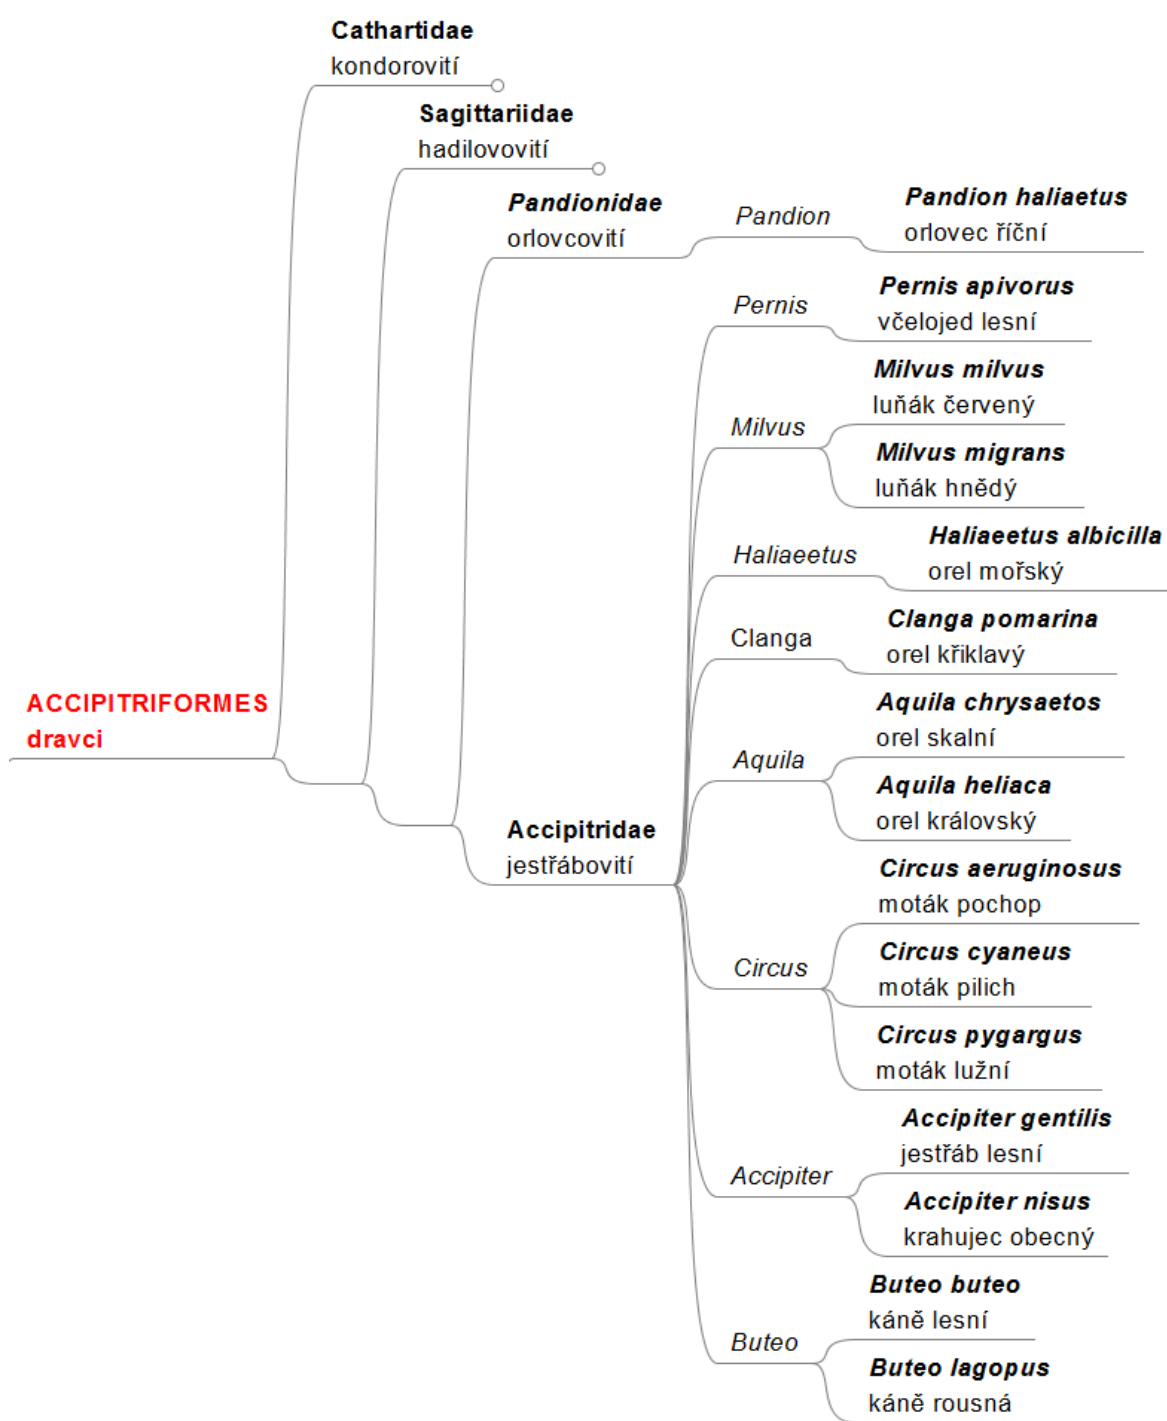 Cathartidae
kondorovití
Sagittariidae
hadilovovití
Pandionidae
orlovcovití
Pandion
Pandion haliaetus
orlovec říční
Pernis
Pernis apivorus
včelojed lesní
Milvus
Milvus milvus
luňák červený
Milvus migrans
luňák hnědý
Haliaeetus
Haliaeetus albicilla
orel mořský
Clanga
Clanga pomarina
orel křiklavý
ACCIPITRIFORMES
dravci
Aquila
Aquila chrysaetos
orel skalní
Aquila heliaca
orel královský
Accipitridae
jestřábovití
Circus
Circus aeruginosus
moták pochop
Circus cyaneus
moták pilich
Circus pygargus
moták lužní
Accipiter
Accipiter gentilis
jestřáb lesní
Accipiter nisus
krahujec obecný
Buteo
Buteo buteo
káně lesní
Buteo lagopus
káně rousná